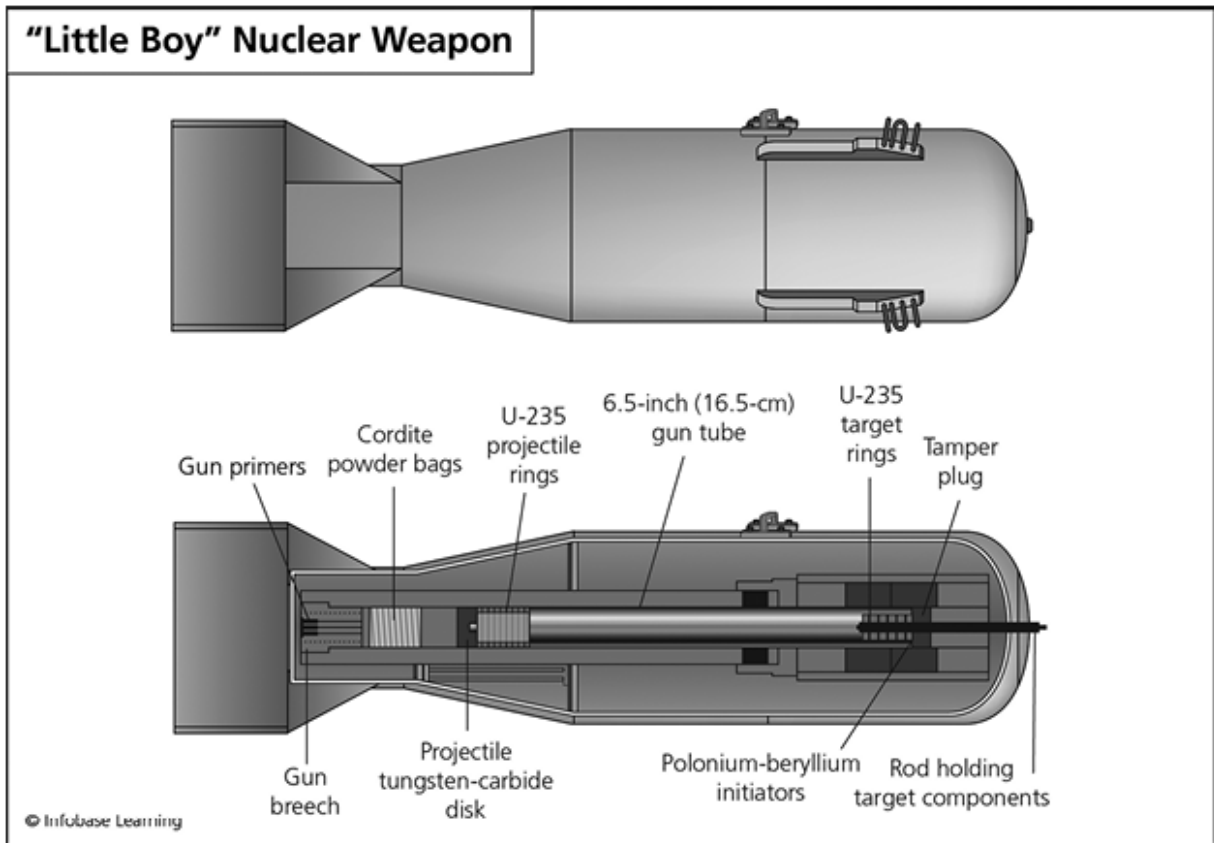 “Little Boy” Nuclear Weapon
Gun primers
Cordite
powder bags
U-235
projectile
rings
6.5-inch (16.5-cm)
gun tube
U-235
target
rings
Tamper
plug
Gun
breech
Projectile
tungsten-carbide
disk
Polonium-beryllium
initiators
Rod holding
target components
© Infobase Learning